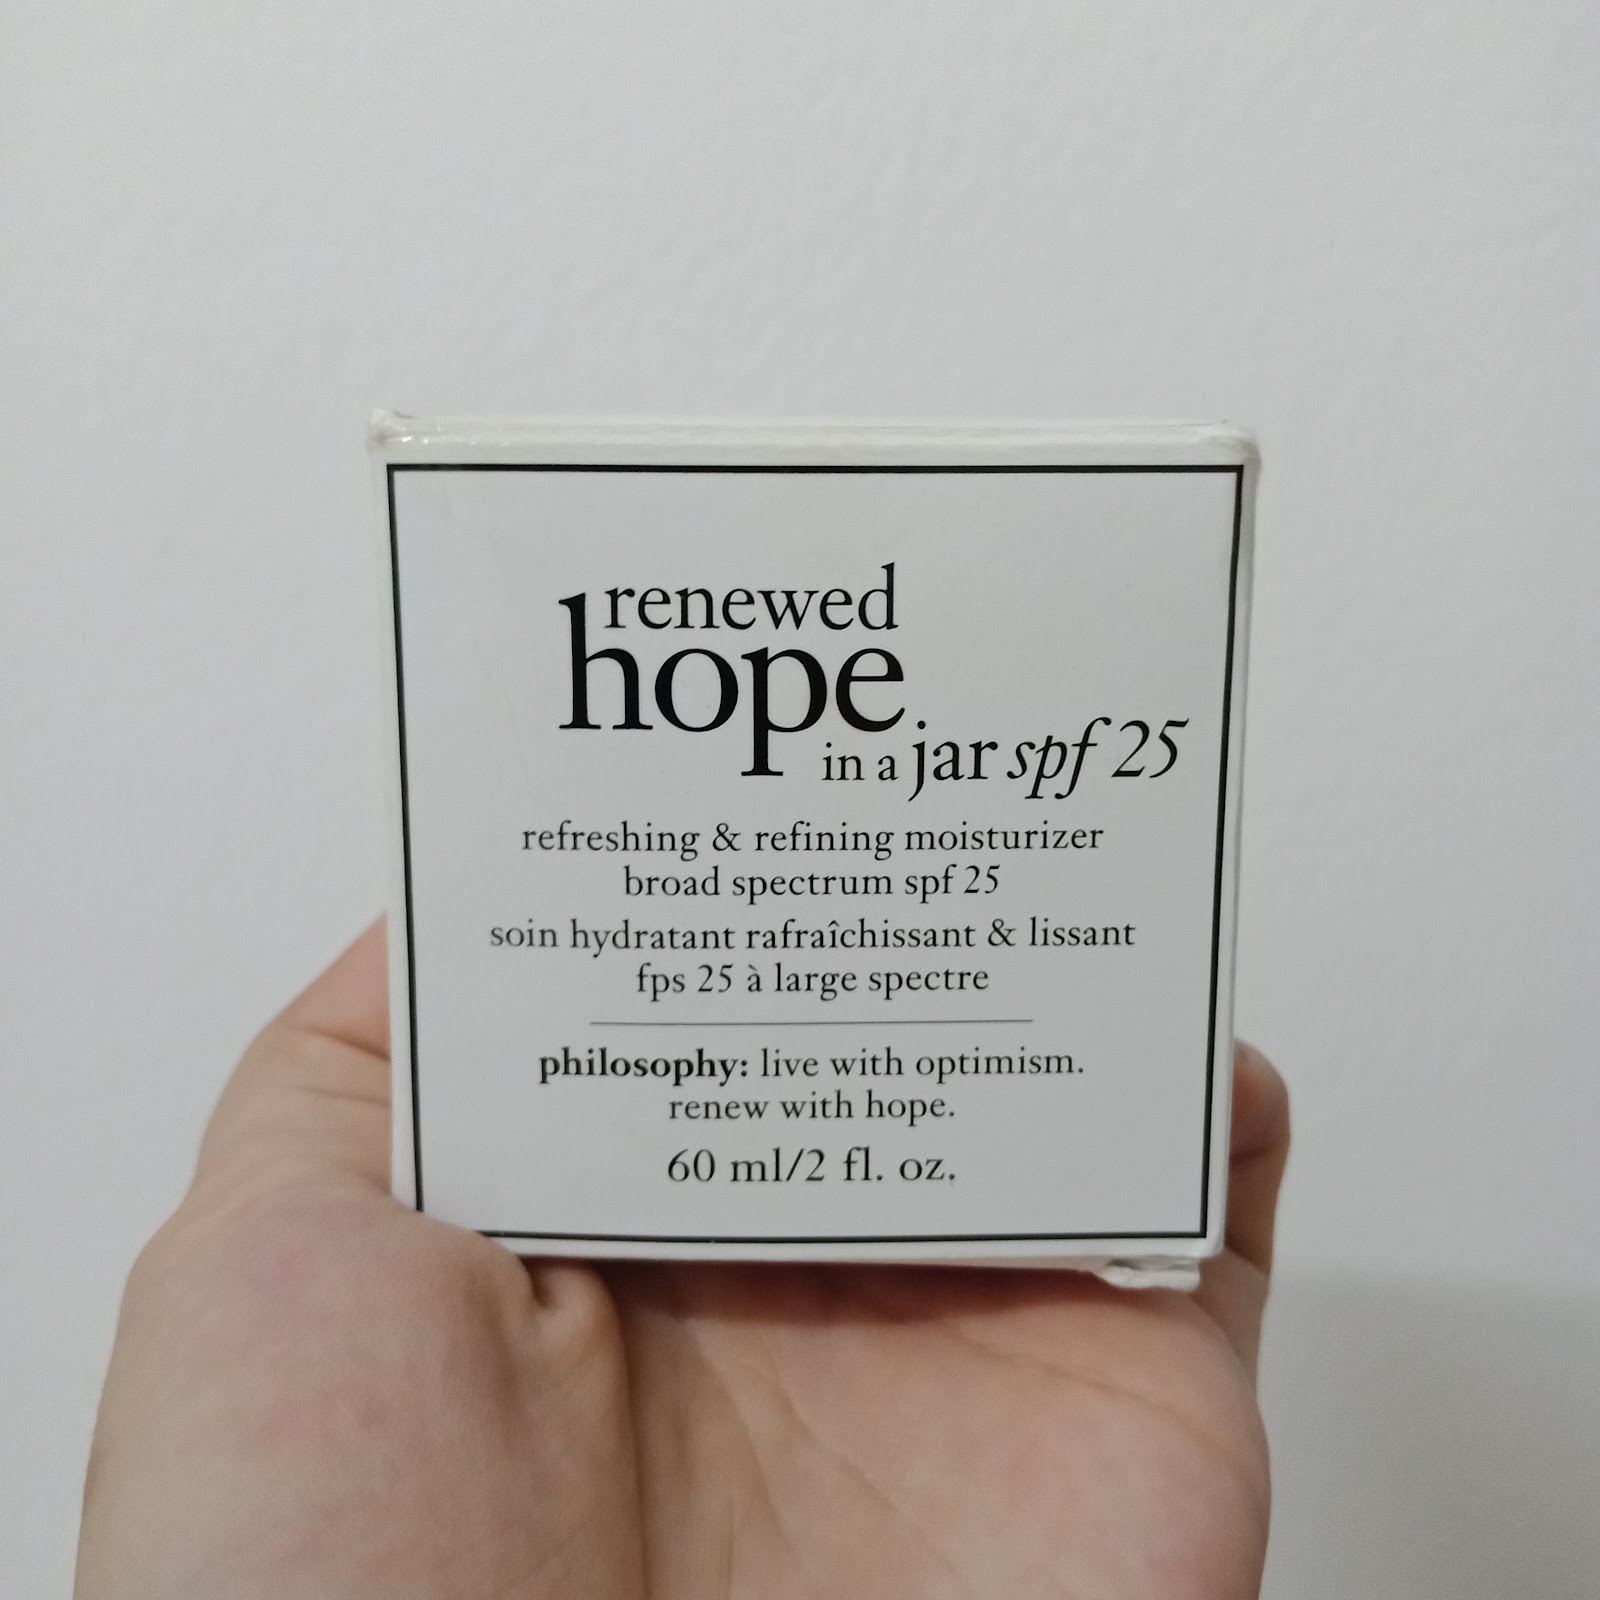 renewed
hope
in a jar spf 25
refreshing & refining moisturizer
broad spectrum spf 25
soin hydratant rafraîchissant & lissant
fps 25 à large spectre
philosophy: live with optimism.
renew with hope.
60 ml/2 fl. oz.